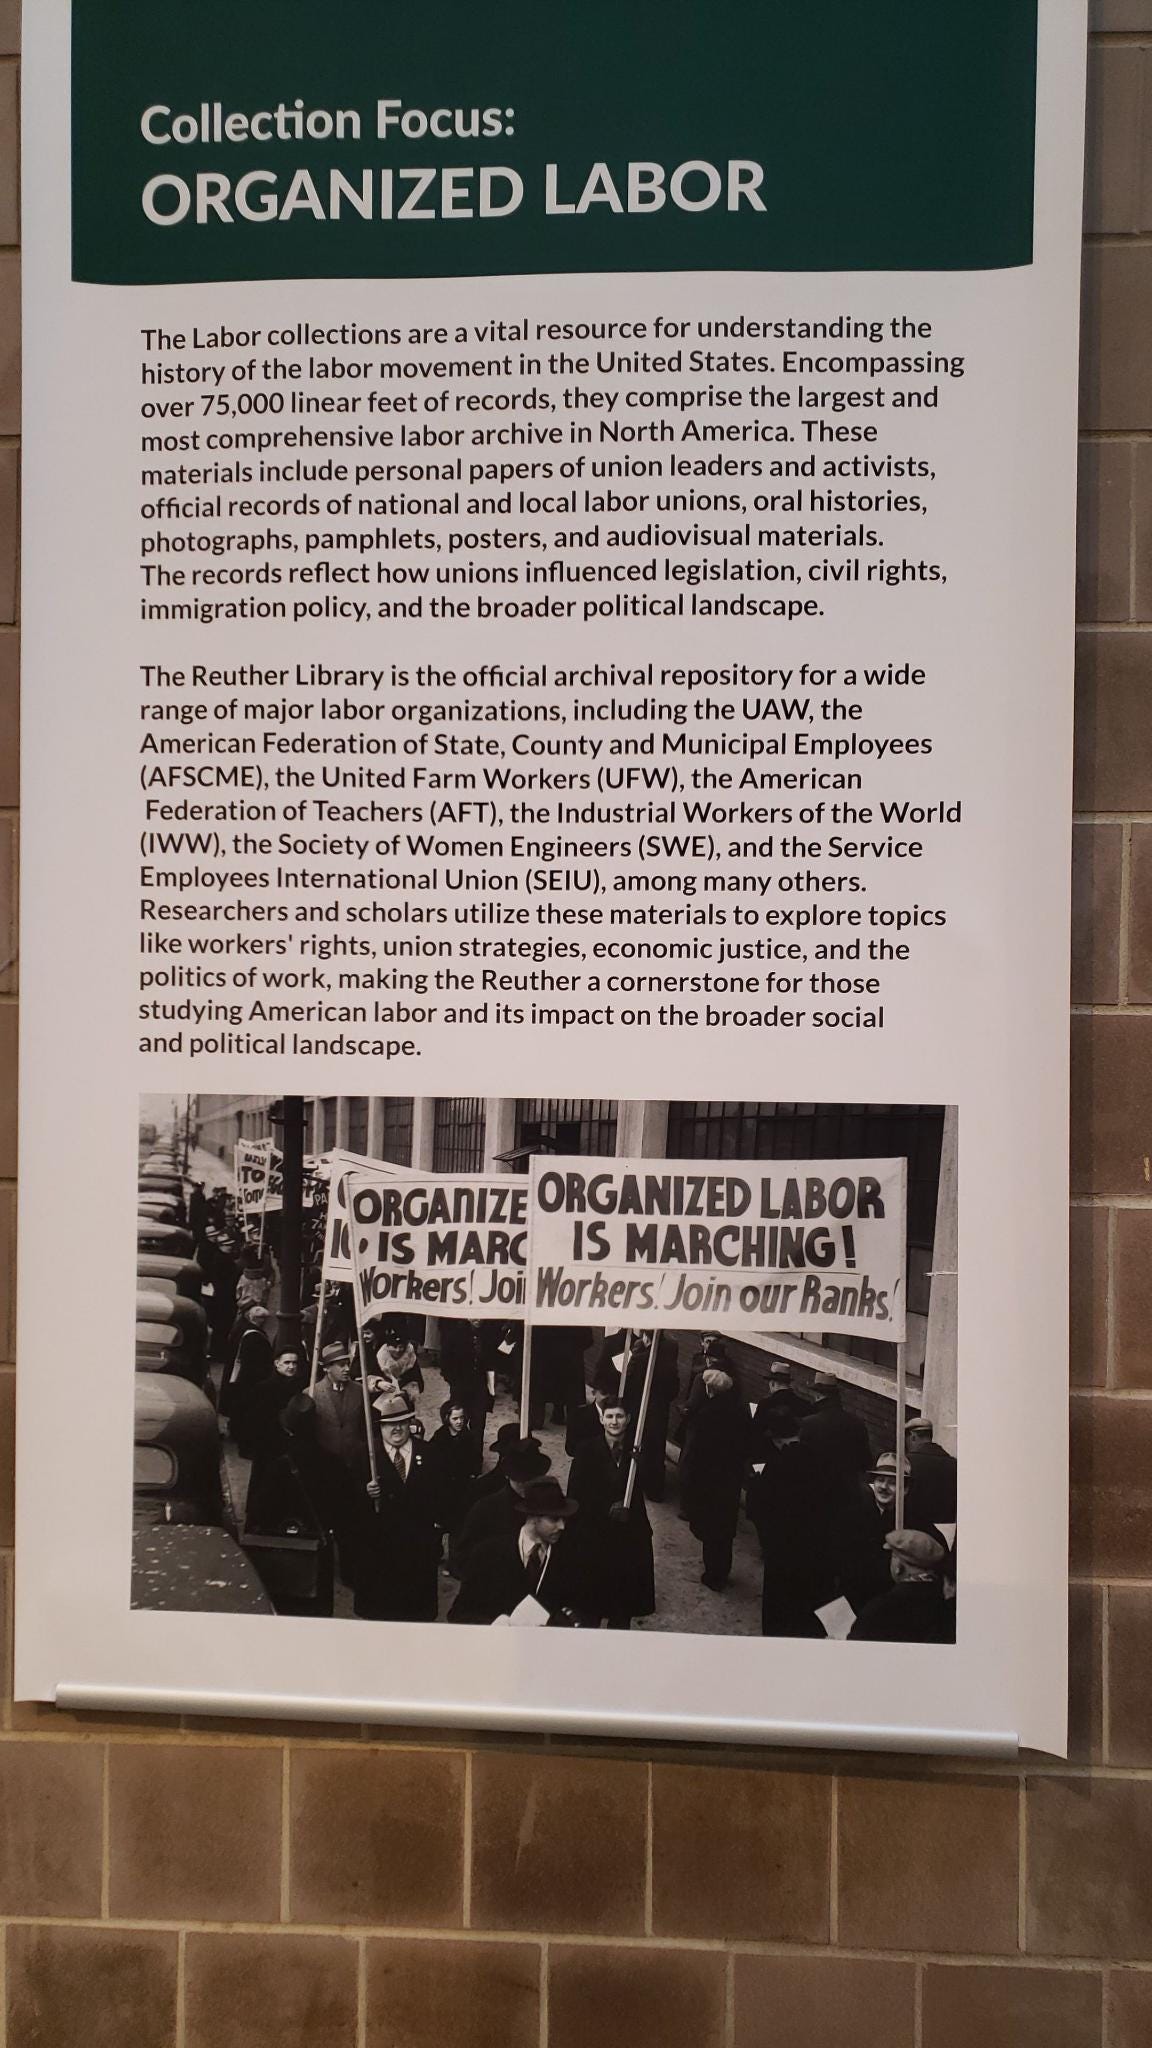 Collection Focus:
ORGANIZED LABOR
The Labor collections are a vital resource for understanding the
history of the labor movement in the United States. Encompassing
over 75,000 linear feet of records, they comprise the largest and
most comprehensive labor archive in North America. These
materials include personal papers of union leaders and activists,
official records of national and local labor unions, oral histories,
photographs, pamphlets, posters, and audiovisual materials.
The records reflect how unions influenced legislation, civil rights,
immigration policy, and the broader political landscape.
The Reuther Library is the official archival repository for a wide
range of major labor organizations, including the UAW, the
American Federation of State, County and Municipal Employees
(AFSCME), the United Farm Workers (UFW), the American
Federation of Teachers (AFT), the Industrial Workers of the World
(IWW), the Society of Women Engineers (SWE), and the Service
Employees International Union (SEIU), among many others.
Researchers and scholars utilize these materials to explore topics
like workers' rights, union strategies, economic justice, and the
politics of work, making the Reuther a cornerstone for those
studying American labor and its impact on the broader social
and political landscape.
TO
ORGANIZE
IS MARC
Workers! Joi
ORGANIZED LABOR
IS MARCHING!
Workers! Join our Ranks!